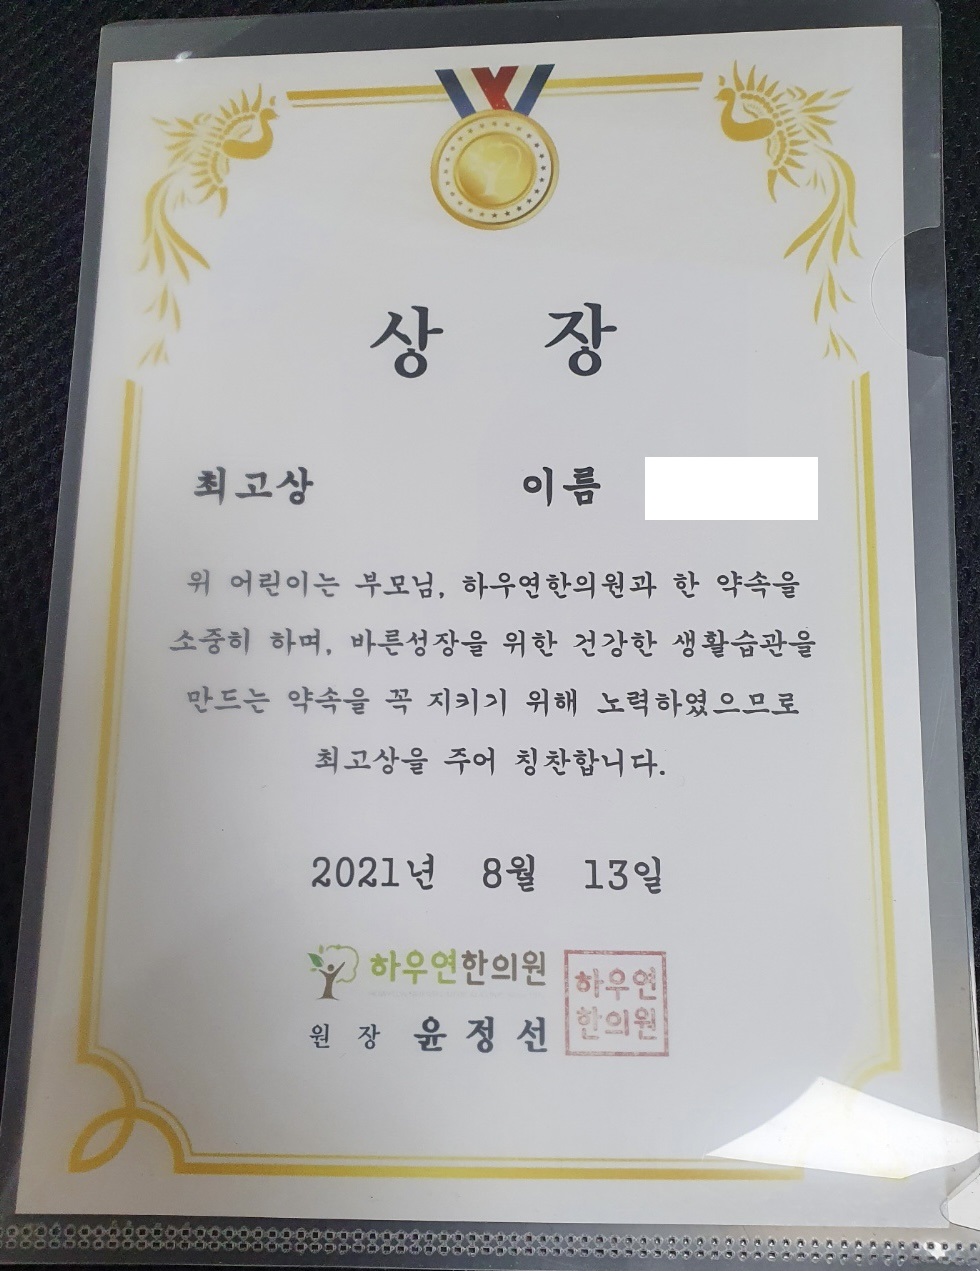 상 장
최고상 이름
위 어린이는 부모님, 하우연한의원과 한 약속을
소중히 하며, 바른성장을 위한 건강한 생활습관을
만드는 약속을 꼭 지키기 위해 노력하였으므로
최고상을 주어 칭찬합니다.
2021년 8월 13일
하우연한의원
원 장 윤 정 선
하우연
한의원